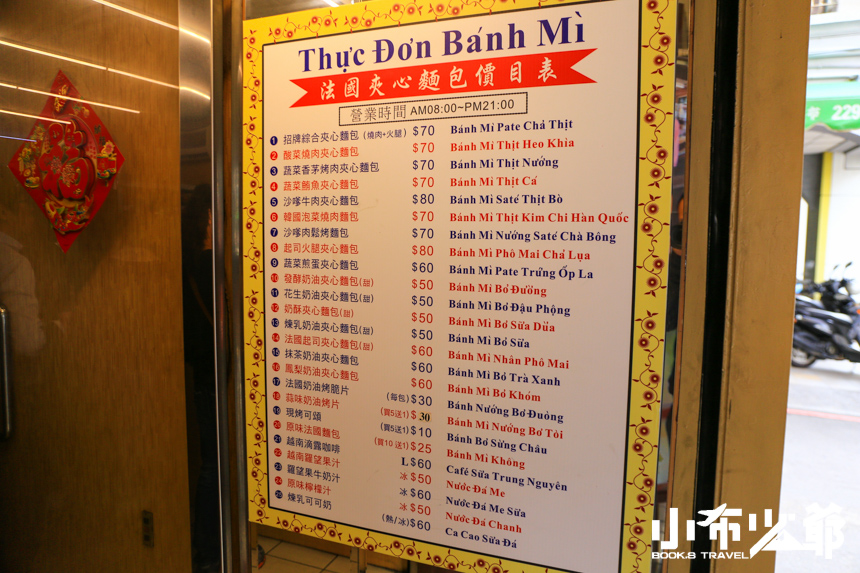 Thực Đơn Bánh Mì
法國夾心麵包價目表
營業時間 AM08:00~PM21:00
1 招牌綜合夾心麵包 (燒肉+火腿) $70 Bánh Mì Pate Chả Thịt
2 酸菜燒肉夾心麵包 $70 Bánh Mì Thịt Heo Khìa
3 蔬菜香茅烤肉夾心麵包 $70 Bánh Mì Thịt Nướng
4 蔬菜鮪魚夾心麵包 $70 Bánh Mì Thịt Cá
5 沙嗲牛肉夾心麵包 $80 Bánh Mì Saté Thịt Bò
6 韓國泡菜燒肉麵包 $70 Bánh Mì Thịt Kim Chi Hàn Quốc
7 沙嗲肉鬆烤麵包 $70 Bánh Mì Nướng Saté Chà Bông
8 起司火腿夾心麵包 $80 Bánh Mì Phô Mai Chả Lụa
9 蔬菜煎蛋夾心麵包 $60 Bánh Mì Pate Trứng Ốp La
10 發酵奶油夾心麵包(甜) $50 Bánh Mì Bơ Đường
11 花生奶油夾心麵包(甜) $50 Bánh Mì Bơ Đậu Phộng
12 奶酥夾心麵包(甜) $50 Bánh Mì Bơ Sữa Dừa
13 煉乳奶油夾心麵包(甜) $50 Bánh Mì Bơ Sữa
14 法國起司夾心麵包(甜) $60 Bánh Mì Nhân Phô Mai
15 抹茶奶油夾心麵包 $60 Bánh Mì Bơ Trà Xanh
16 鳳梨奶油夾心麵包 $60 Bánh Mì Bơ Khóm
17 法國奶油烤脆片 (每包) $30 Bánh Nướng Bơ Đường
18 蒜味奶油烤片 (買5送1) $30 Bánh Mì Nướng Bơ Tỏi
19 現烤可頌 (買5送1) $10 Bánh Bơ Sừng Châu
20 原味法國麵包 (買10送1) $25 Bánh Mì Không
21 越南滴露咖啡 L $60 Café Sữa Trung Nguyên
22 越南羅望果汁 冰 $50 Nước Đá Me
23 羅望果牛奶汁 冰 $60 Nước Đá Me Sữa
24 原味檸檬汁 冰 $50 Nước Đá Chanh
25 煉乳可可奶 (熱/冰) $60 Ca Cao Sữa Đá
229
小布少爺
BOOK.8 TRAVEL